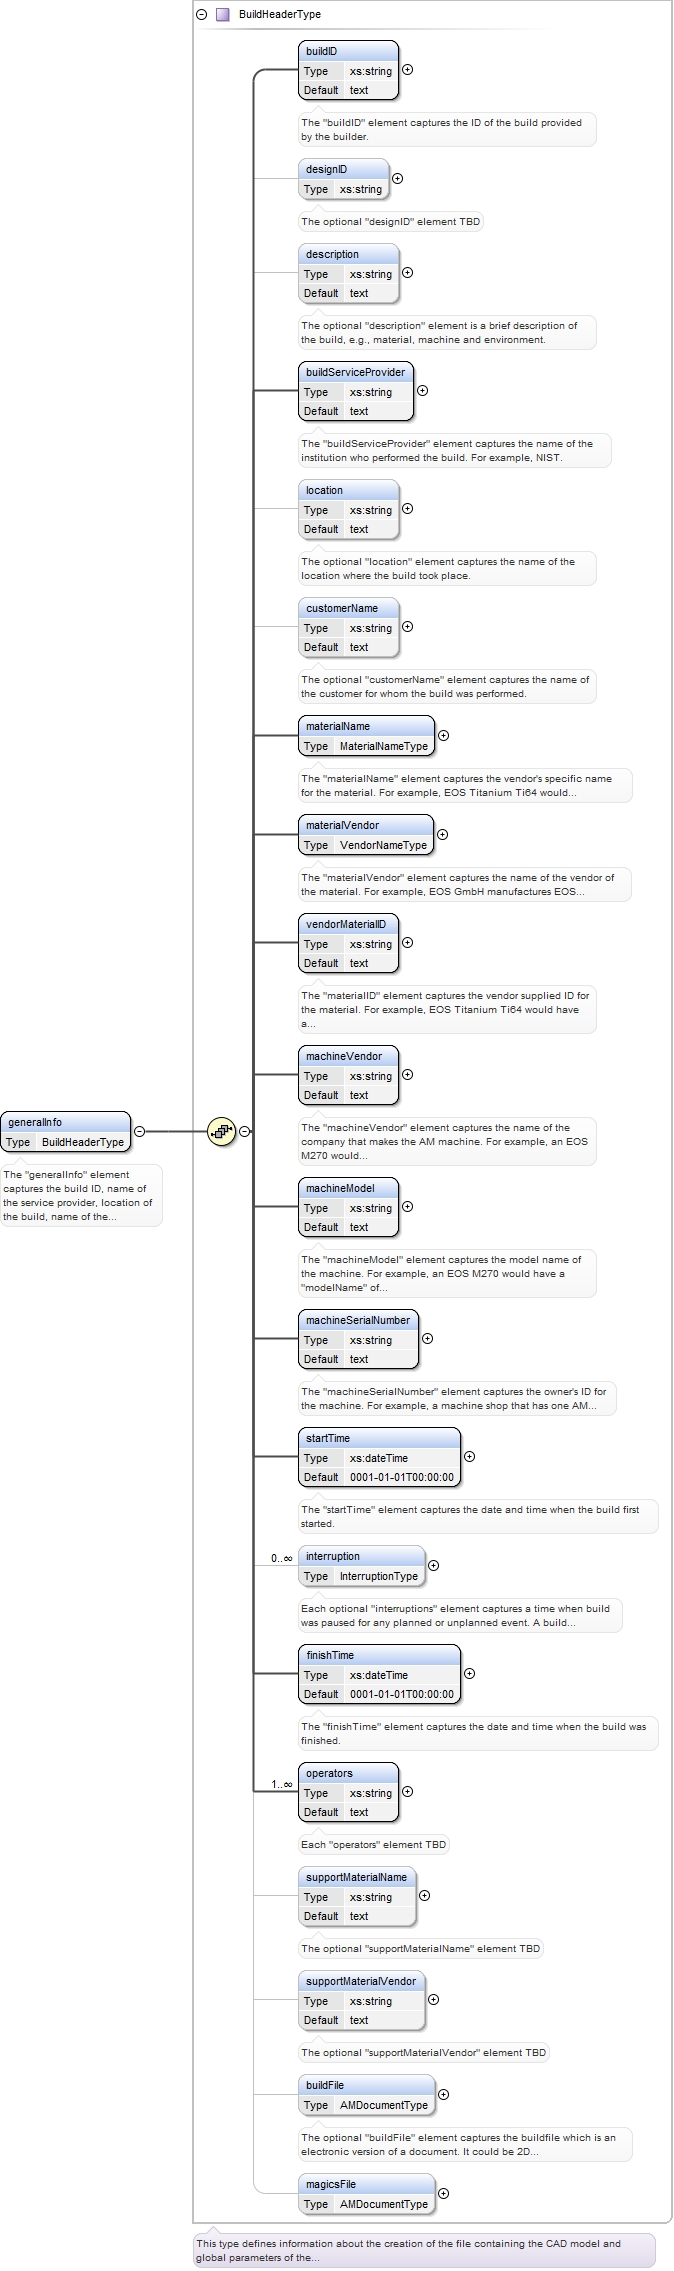 BuildHeaderType
buildID
Type xs:string
Default text
The "buildID" element captures the ID of the build provided
by the builder.
designID
Type xs:string
The optional "designID" element TBD
description
Type xs:string
Default text
The optional "description" element is a brief description of
the build, e.g., material, machine and environment.
buildServiceProvider
Type xs:string
Default text
The "buildServiceProvider" element captures the name of the
institution who performed the build. For example, NIST.
location
Type xs:string
Default text
The optional "location" element captures the name of the
location where the build took place.
customerName
Type xs:string
Default text
The optional "customerName" element captures the name of
the customer for whom the build was performed.
materialName
Type MaterialNameType
The "materialName" element captures the vendor's specific name
for the material. For example, EOS Titanium Ti64 would...
materialVendor
Type VendorNameType
The "materialVendor" element captures the name of the vendor of
the material. For example, EOS GmbH manufactures EOS...
vendorMaterialID
Type xs:string
Default text
The "materialID" element captures the vendor supplied ID for
the material. For example, EOS Titanium Ti64 would have
a...
machineVendor
Type xs:string
Default text
The "machineVendor" element captures the name of the
company that makes the AM machine. For example, an EOS
M270 would...
generalInfo
Type BuildHeaderType
The "generalInfo" element
captures the build ID, name of
the service provider, location of
the build, name of the...
machineModel
Type xs:string
Default text
The "machineModel" element captures the model name of
the machine. For example, an EOS M270 would have a
"modelName" of...
machineSerialNumber
Type xs:string
Default text
The "machineSerialNumber" element captures the owner's ID for
the machine. For example, a machine shop that has one AM...
startTime
Type xs:dateTime
Default 0001-01-01T00:00:00
The "startTime" element captures the date and time when the build first
started.
0..∞ interruption
Type InterruptionType
Each optional "interruptions" element captures a time when build
was paused for any planned or unplanned event. A build...
finishTime
Type xs:dateTime
Default 0001-01-01T00:00:00
The "finishTime" element captures the date and time when the build was
finished.
1..∞ operators
Type xs:string
Default text
Each "operators" element TBD
supportMaterialName
Type xs:string
Default text
The optional "supportMaterialName" element TBD
supportMaterialVendor
Type xs:string
Default text
The optional "supportMaterialVendor" element TBD
buildFile
Type AMDocumentType
The optional "buildFile" element captures the buildfile which is an
electronic version of a document. It could be 2D...
magicsFile
Type AMDocumentType
This type defines information about the creation of the file containing the CAD model and
global parameters of the...